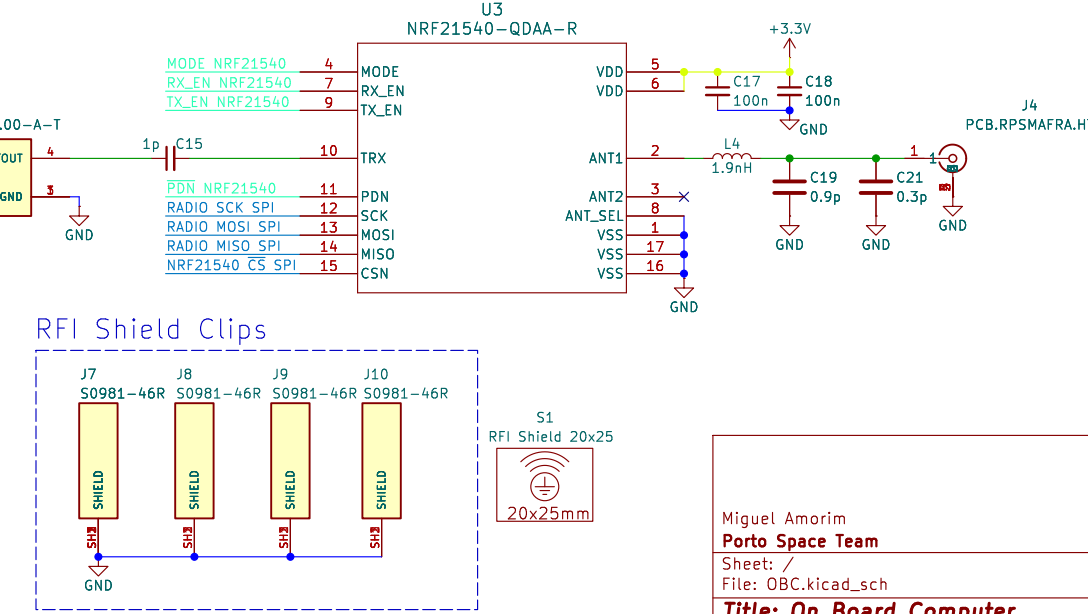 U3
NRF21540-QDAA-R
+3.3V
MODE NRF21540 4 MODE
VDD 5
RX_EN NRF21540 7 RX_EN
VDD 6
C17
100n
C18
100n
TX_EN NRF21540 9 TX_EN
GND
J4
PCB.RPSMAFRA.H
.00-A-T
1p C15
L4
1.9nH
TOUT 4
10 TRX
ANT1 2
1 1
GND 3
GND
PDN NRF21540 11 PDN
ANT2 3
C19
0.9p
C21
0.3p
RADIO SCK SPI 12 SCK
ANT_SEL 8
RADIO MOSI SPI 13 MOSI
VSS 1
GND
GND
GND
RADIO MISO SPI 14 MISO
VSS 17
NRF21540 CS SPI 15 CSN
VSS 16
GND
RFI Shield Clips
J7
S0981-46R
J8
S0981-46R
J9
S0981-46R
J10
S0981-46R
SHIELD
SHIELD
SHIELD
SHIELD
GND
S1
RFI Shield 20x25
20x25mm
Miguel Amorim
Porto Space Team
Sheet: /
File: OBC.kicad_sch
Title: On Board Computer